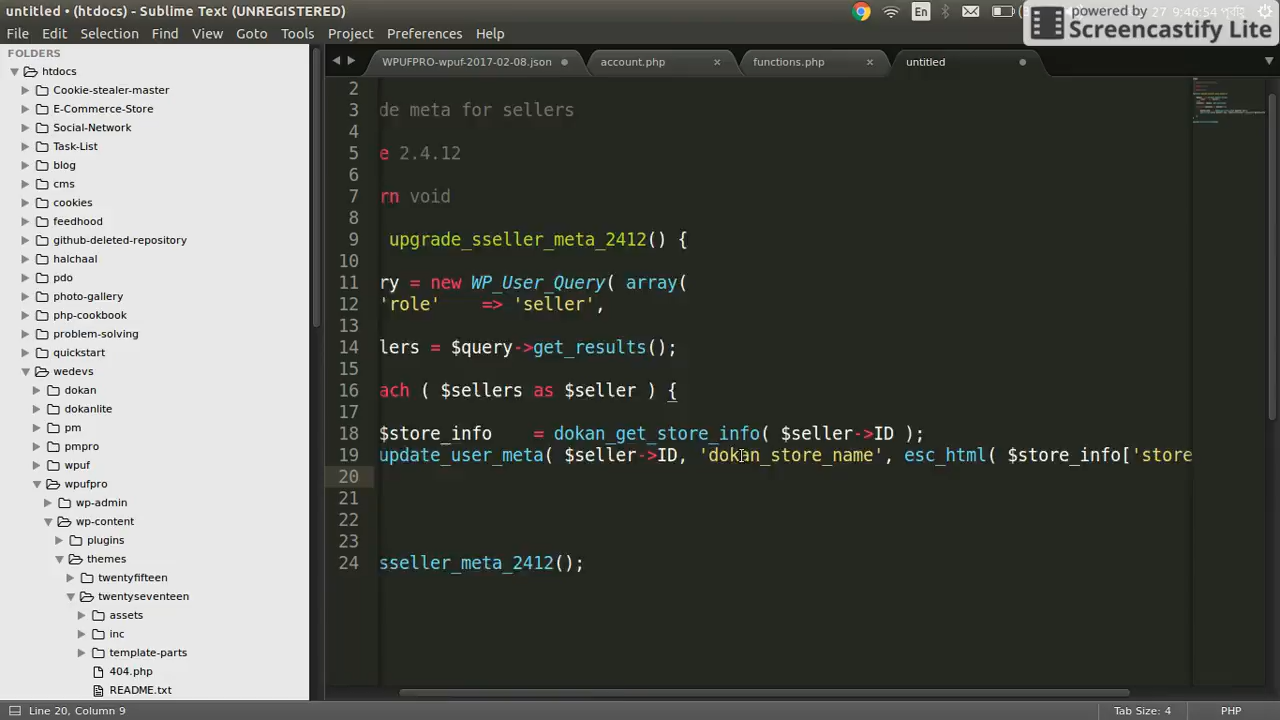 untitled • (htdocs) - Sublime Text (UNREGISTERED)
En
27 9:46:54
powered by
Screencastify Lite
File Edit Selection Find View Goto Tools Project Preferences Help
FOLDERS
htdocs
Cookie-stealer-master
E-Commerce-Store
Social-Network
Task-List
blog
cms
cookies
feedhood
github-deleted-repository
halchaal
pdo
photo-gallery
php-cookbook
problem-solving
quickstart
wedevs
dokan
dokanlite
pm
pmpro
wpuf
wpufpro
wp-admin
wp-content
plugins
themes
twentyfifteen
twentyseventeen
assets
inc
template-parts
404.php
README.txt
WPUFPRO-wpuf-2017-02-08.json account.php × functions.php × untitled
2
3 de meta for sellers
4
5 e 2.4.12
6
7 rn void
8
9 upgrade_sseller_meta_2412() {
10
11 ry = new WP_User_Query( array(
12 'role' => 'seller',
13
14 lers = $query->get_results();
15
16 ach ( $sellers as $seller ) {
17
18 $store_info = dokan_get_store_info( $seller->ID );
19 update_user_meta( $seller->ID, 'dokan_store_name', esc_html( $store_info['store
20
21
22
23
24 sseller_meta_2412();
Line 20, Column 9
Tab Size: 4
PHP